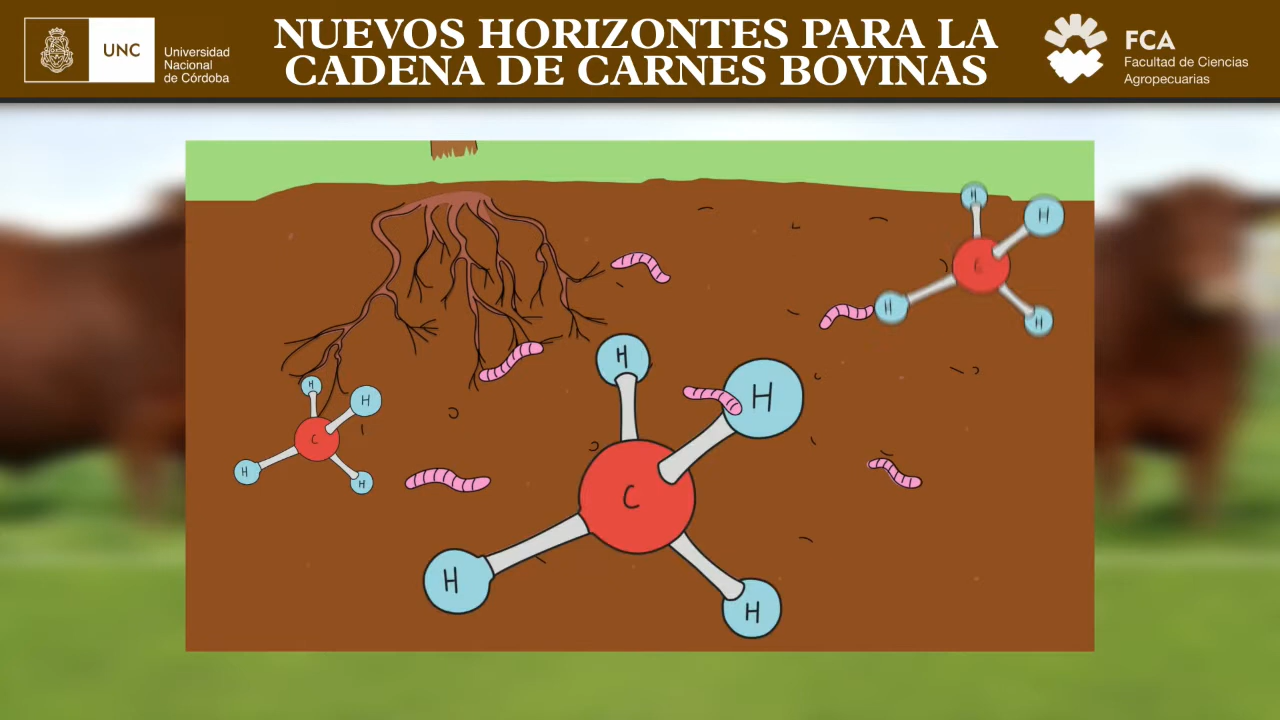 UNC
Universidad
Nacional
de Córdoba
NUEVOS HORIZONTES PARA LA
CADENA DE CARNES BOVINAS
FCA
Facultad de Ciencias
Agropecuarias
H
H
C
H
H
H
H
C
H
H
H
H
C
H
H